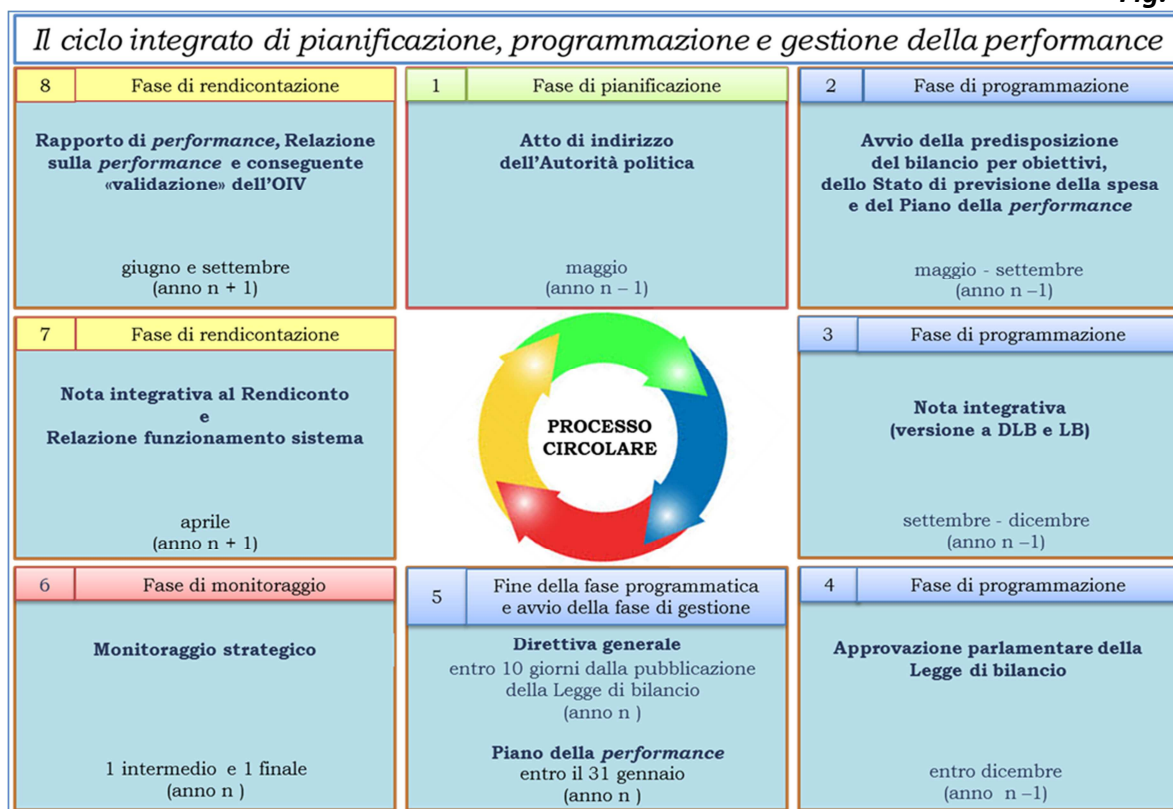 Fig.
Il ciclo integrato di pianificazione, programmazione e gestione della performance
8 Fase di rendicontazione
Rapporto di performance, Relazione
sulla performance e conseguente
«validazione» dell'OIV
giugno e settembre
(anno n + 1)
1 Fase di pianificazione
Atto di indirizzo
dell'Autorità politica
maggio
(anno n – 1)
2 Fase di programmazione
Avvio della predisposizione
del bilancio per obiettivi,
dello Stato di previsione della spesa
e del Piano della performance
maggio - settembre
(anno n –1)
7 Fase di rendicontazione
Nota integrativa al Rendiconto
e
Relazione funzionamento sistema
aprile
(anno n + 1)
PROCESSO
CIRCOLARE
3 Fase di programmazione
Nota integrativa
(versione a DLB e LB)
settembre - dicembre
(anno n –1)
6 Fase di monitoraggio
Monitoraggio strategico
1 intermedio e 1 finale
(anno n )
5 Fine della fase programmatica
e avvio della fase di gestione
Direttiva generale
entro 10 giorni dalla pubblicazione
della Legge di bilancio
(anno n )
Piano della performance
entro il 31 gennaio
(anno n )
4 Fase di programmazione
Approvazione parlamentare della
Legge di bilancio
entro dicembre
(anno n –1)